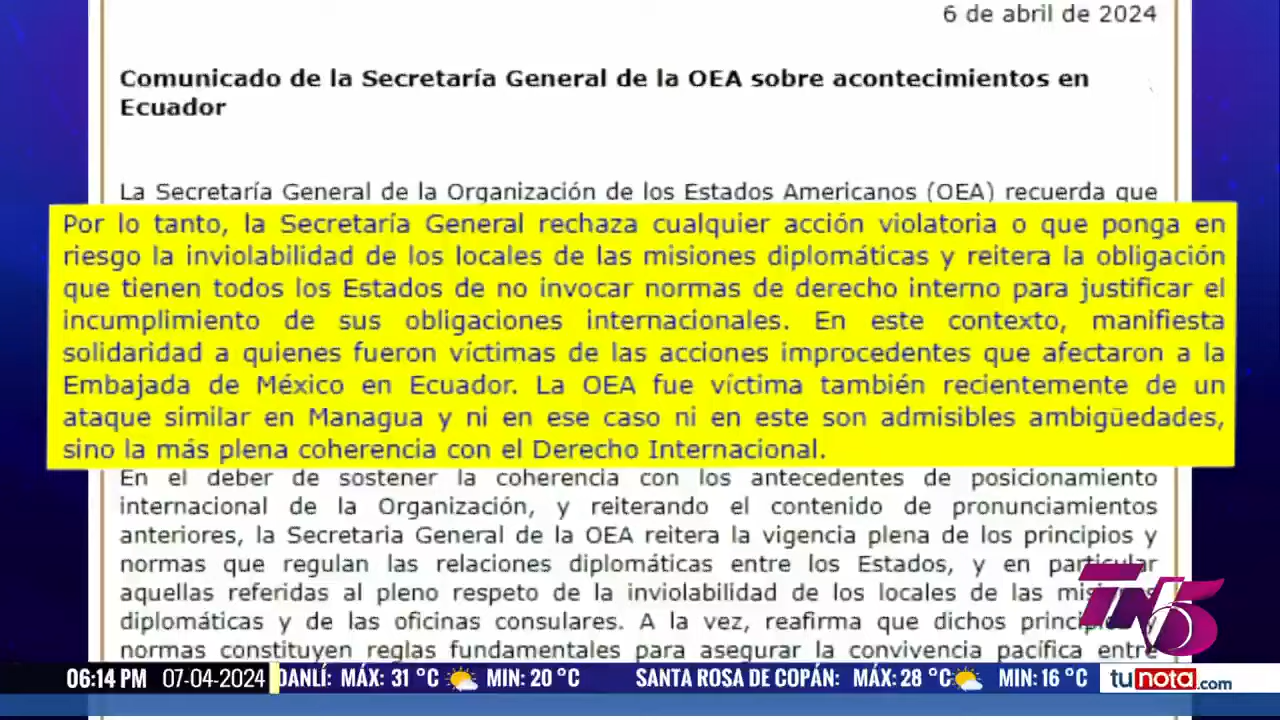 6 de abril de 2024
Comunicado de la Secretaría General de la OEA sobre acontecimientos en
Ecuador
La Secretaría General de la Organización de los Estados Americanos (OEA) recuerda que
Por lo tanto, la Secretaría General rechaza cualquier acción violatoria o que ponga en
riesgo la inviolabilidad de los locales de las misiones diplomáticas y reitera la obligación
que tienen todos los Estados de no invocar normas de derecho interno para justificar el
incumplimiento de sus obligaciones internacionales. En este contexto, manifiesta
solidaridad a quienes fueron víctimas de las acciones improcedentes que afectaron a la
Embajada de México en Ecuador. La OEA fue víctima también recientemente de un
ataque similar en Managua y ni en ese caso ni en este son admisibles ambigüedades,
sino la más plena coherencia con el Derecho Internacional.
En el deber de sostener la coherencia con los antecedentes de posicionamiento
internacional de la Organización, y reiterando el contenido de pronunciamientos
anteriores, la Secretaria General de la OEA reitera la vigencia plena de los principios y
normas que regulan las relaciones diplomáticas entre los Estados, y en particular
aquellas referidas al pleno respeto de la inviolabilidad de los locales de las
diplomáticas y de las oficinas consulares. A la vez, reafirma que dichos
normas constituyen reglas fundamentales para asegurar la convivencia pacífica entre
TN5
06:14 PM 07-04-2024 DANLÍ: MÁX: 31 °C MIN: 20 °C SANTA ROSA DE COPÁN: MÁX: 28 °C MIN: 16 °C tunota.com